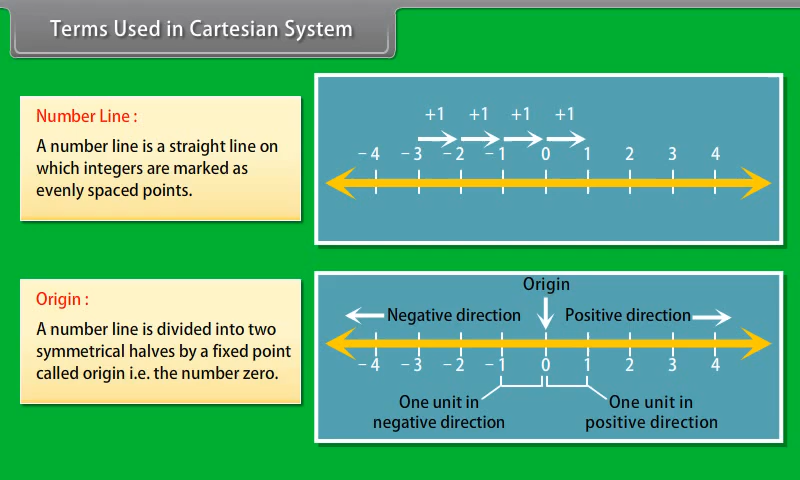 Terms Used in Cartesian System
Number Line :
A number line is a straight line on
which integers are marked as
evenly spaced points.
+1 +1 +1 +1
– 4 – 3 – 2 – 1 0 1 2 3 4
Origin :
A number line is divided into two
symmetrical halves by a fixed point
called origin i.e. the number zero.
Origin
Negative direction Positive direction
– 4 – 3 – 2 – 1 0 1 2 3 4
One unit in
negative direction
One unit in
positive direction